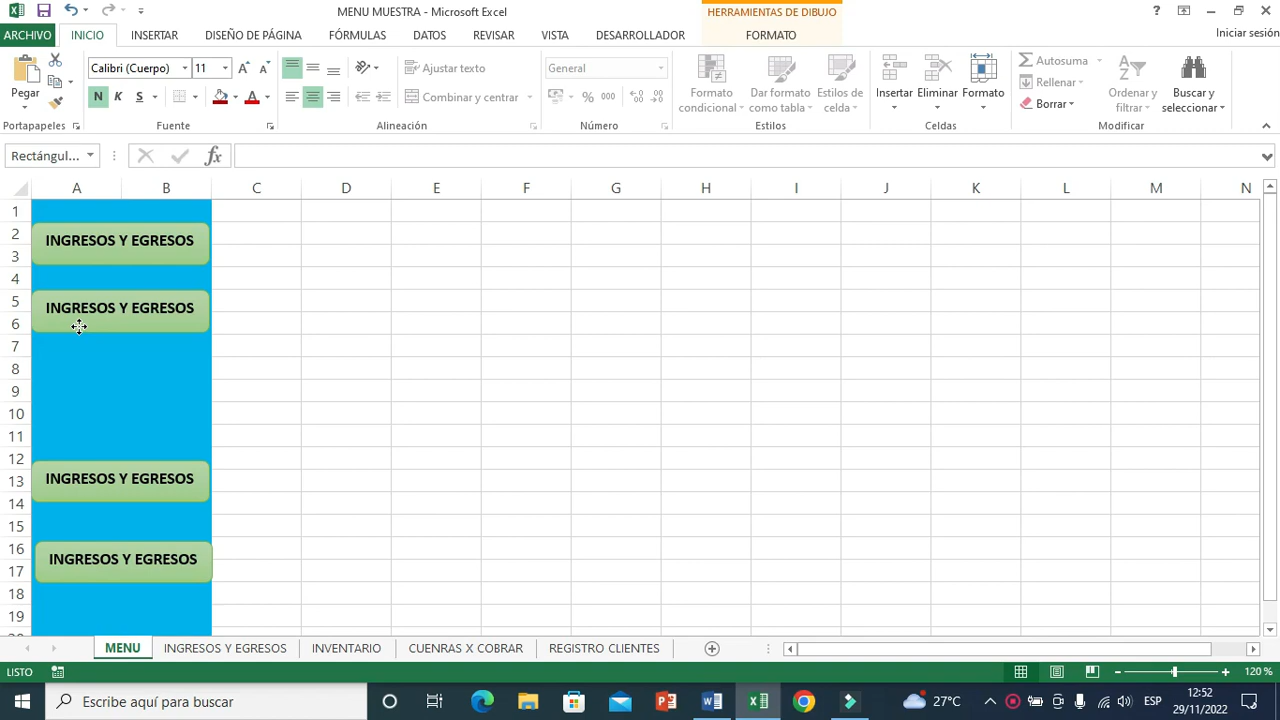 MENU MUESTRA - Microsoft Excel
HERRAMIENTAS DE DIBUJO
?
ARCHIVO INICIO INSERTAR DISEÑO DE PÁGINA FÓRMULAS DATOS REVISAR VISTA DESARROLLADOR FORMATO Iniciar sesión
Calibri (Cuerpo) 11 Ajustar texto General Autosuma
Pegar Formato condicional Dar formato como tabla Estilos de celda Insertar Eliminar Formato Rellenar Ordenar y filtrar Buscar y seleccionar
N K S A Combinar y centrar % 000 Borrar
Portapapeles Fuente Alineación Número Estilos Celdas Modificar
Rectángul... fx
A B C D E F G H I J K L M N
1
2
INGRESOS Y EGRESOS
3
4
5
INGRESOS Y EGRESOS
6
7
8
9
10
11
12
13
INGRESOS Y EGRESOS
14
15
16
INGRESOS Y EGRESOS
17
18
19
MENU INGRESOS Y EGRESOS INVENTARIO CUENRAS X COBRAR REGISTRO CLIENTES
LISTO 120 %
Escribe aquí para buscar 27°C ESP 12:52
29/11/2022